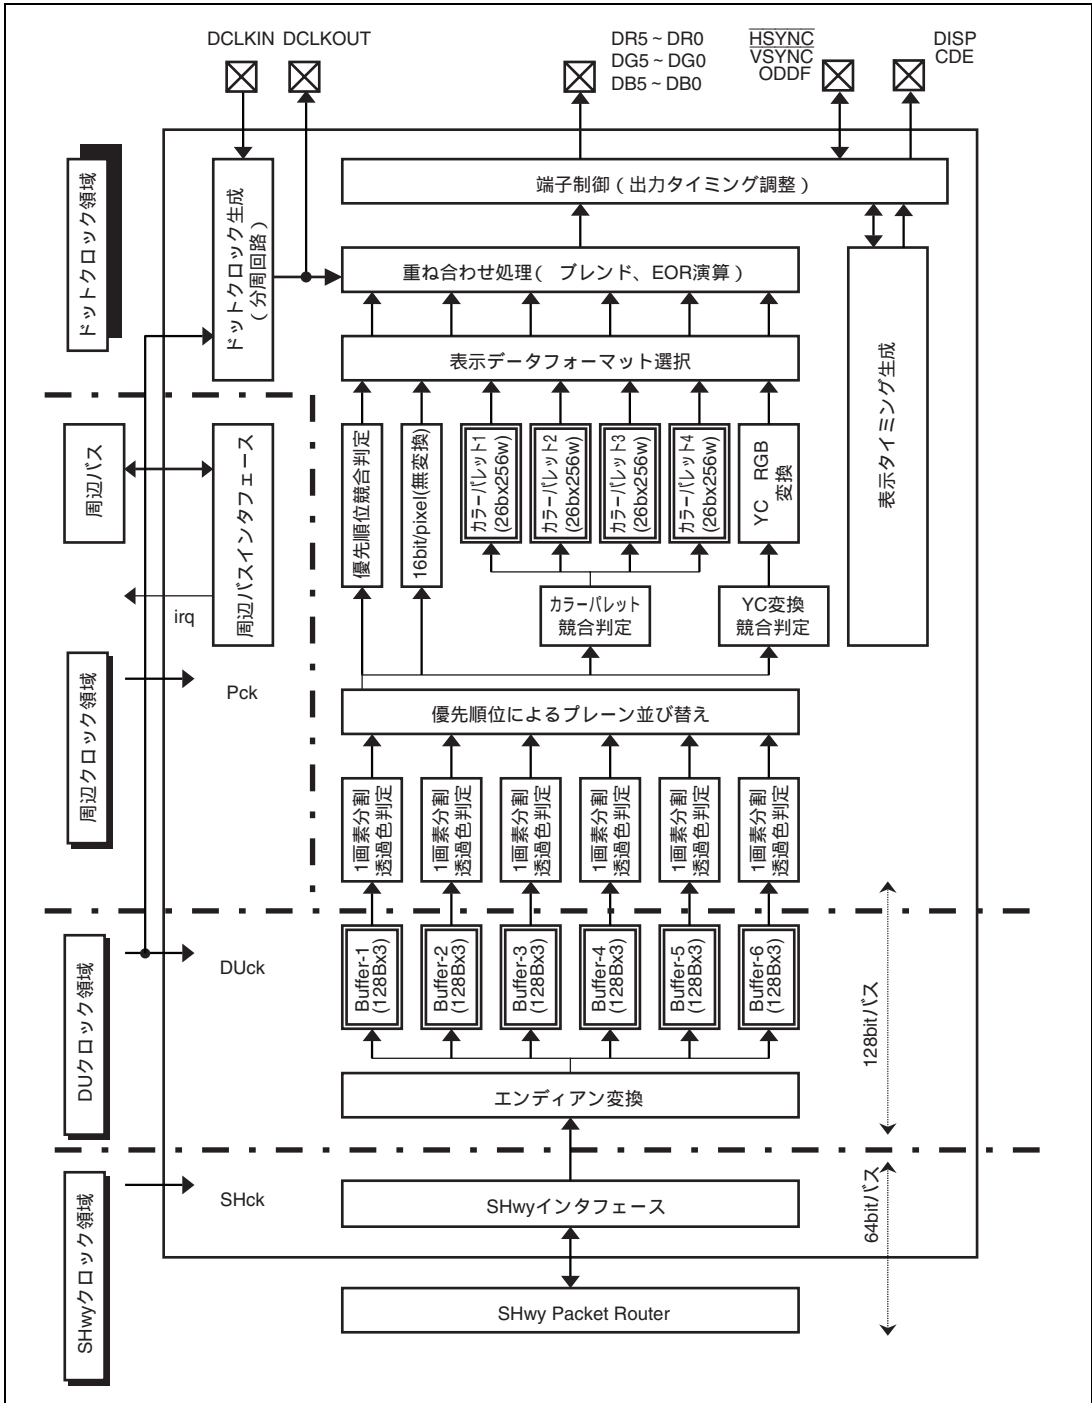 DCLKIN DCLKOUT
DR5 ~ DR0
DG5 ~ DG0
DB5 ~ DB0
HSYNC
VSYNC
ODDF
DISP
CDE
ドットクロック領域
ドットクロック生成
(分周回路)
端子制御(出力タイミング調整)
重ね合わせ処理( ブレンド、EOR演算)
表示データフォーマット選択
表示タイミング生成
周辺バス
周辺バスインタフェース
irq
優先順位競合判定
16bit/pixel(無変換)
カラーパレット1
(26bx256w)
カラーパレット2
(26bx256w)
カラーパレット3
(26bx256w)
カラーパレット4
(26bx256w)
YC RGB
変換
カラーパレット
競合判定
YC変換
競合判定
周辺クロック領域
Pck
優先順位によるプレーン並び替え
1画素分割
透過色判定
1画素分割
透過色判定
1画素分割
透過色判定
1画素分割
透過色判定
1画素分割
透過色判定
1画素分割
透過色判定
DUクロック領域
DUck
Buffer-1
(128Bx3)
Buffer-2
(128Bx3)
Buffer-3
(128Bx3)
Buffer-4
(128Bx3)
Buffer-5
(128Bx3)
Buffer-6
(128Bx3)
128bitバス
エンディアン変換
SHwyクロック領域
SHck
SHwyインタフェース
64bitバス
SHwy Packet Router